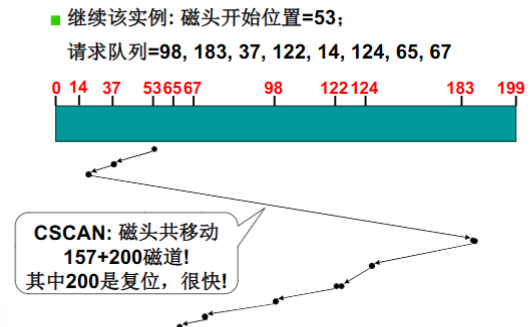 继续该实例: 磁头开始位置=53；
请求队列=98, 183, 37, 122, 14, 124, 65, 67
0 14 37 53 65 67 98 122 124 183 199
CSCAN: 磁头共移动
157+200磁道!
其中200是复位，很快!